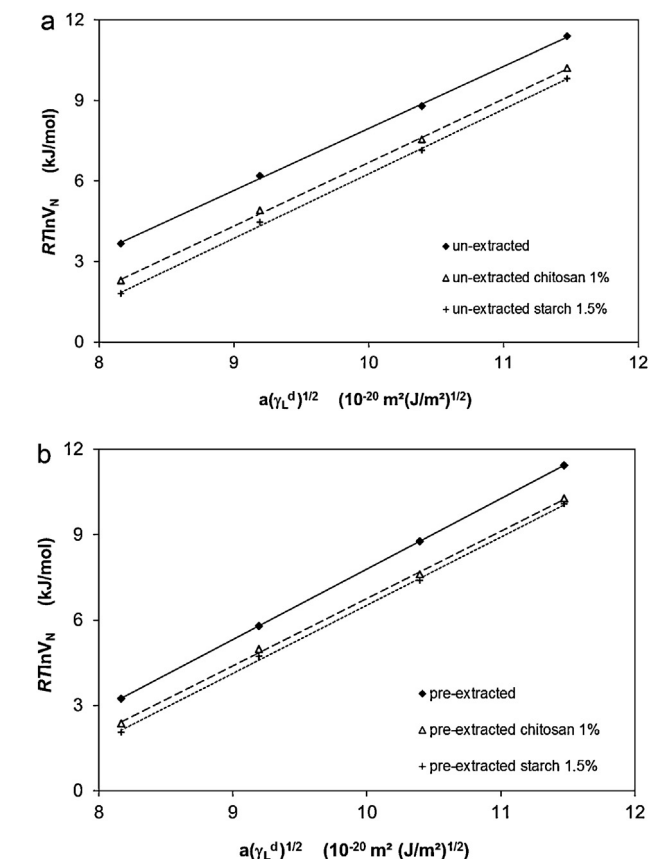 a
12
9
6
3
0
RTlnV_N (kJ/mol)
un-extracted
un-extracted chitosan 1%
un-extracted starch 1.5%
8 9 10 11 12
a(γ_L^d)^1/2 (10^-20 m²(J/m²)^1/2)
b
12
9
6
3
0
RTlnV_N (kJ/mol)
pre-extracted
pre-extracted chitosan 1%
pre-extracted starch 1.5%
8 9 10 11 12
a(γ_L^d)^1/2 (10^-20 m² (J/m²)^1/2)